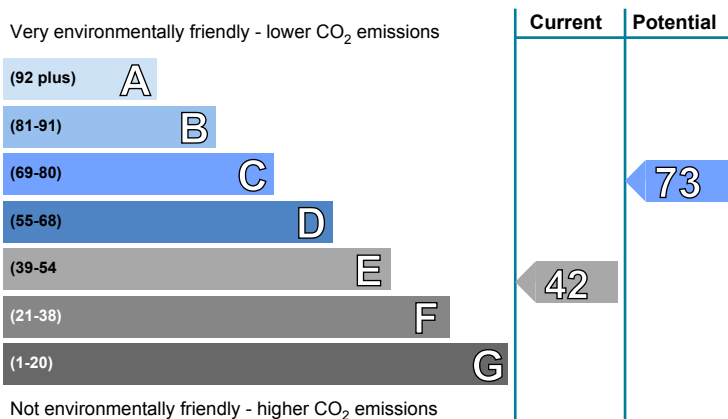 Current Potential
Very environmentally friendly - lower CO2 emissions
(92 plus) A
(81-91) B
(69-80) C
73
(55-68) D
(39-54 E
42
(21-38) F
(1-20) G
Not environmentally friendly - higher CO2 emissions